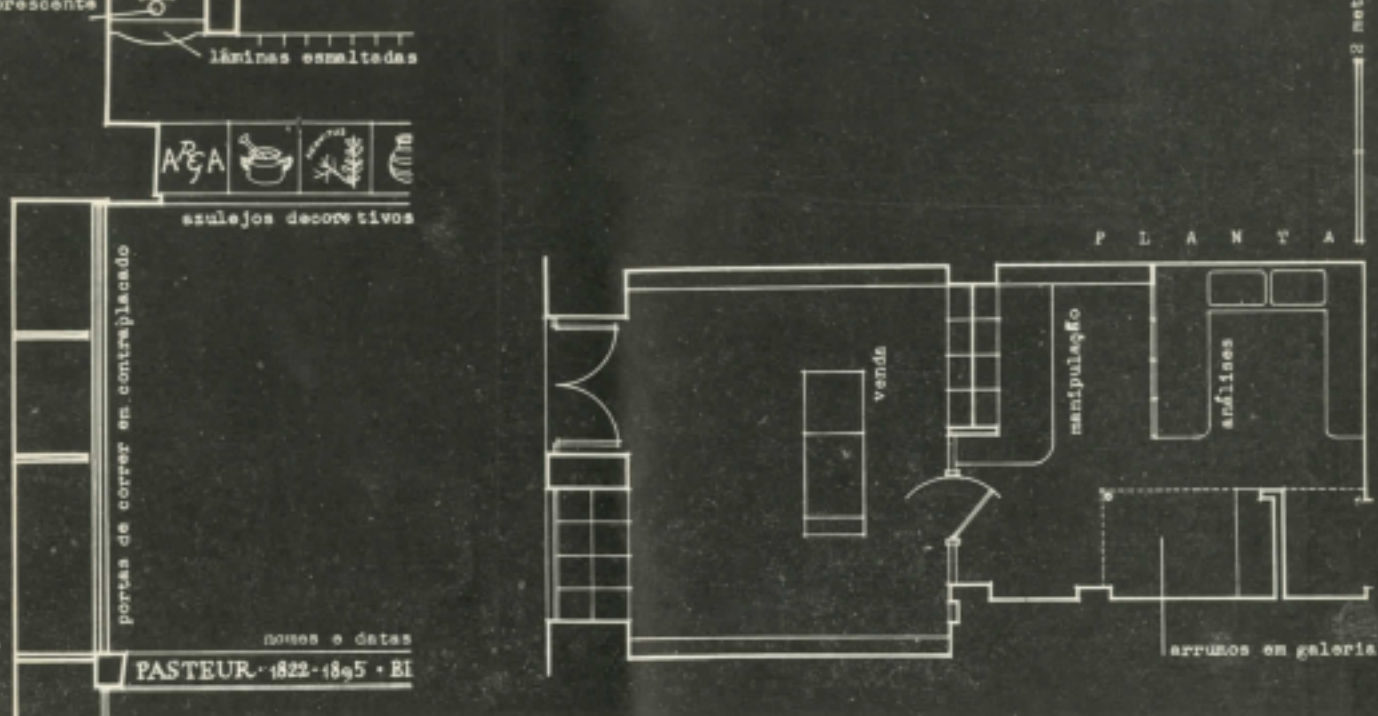 lâminas esmaltadas
azulejos decorativos
portas de correr em contraplacado
nomes e datas
PASTEUR · 1822-1895 ·
PLANTA
venda
manipulação
análises
arrumos em galeria